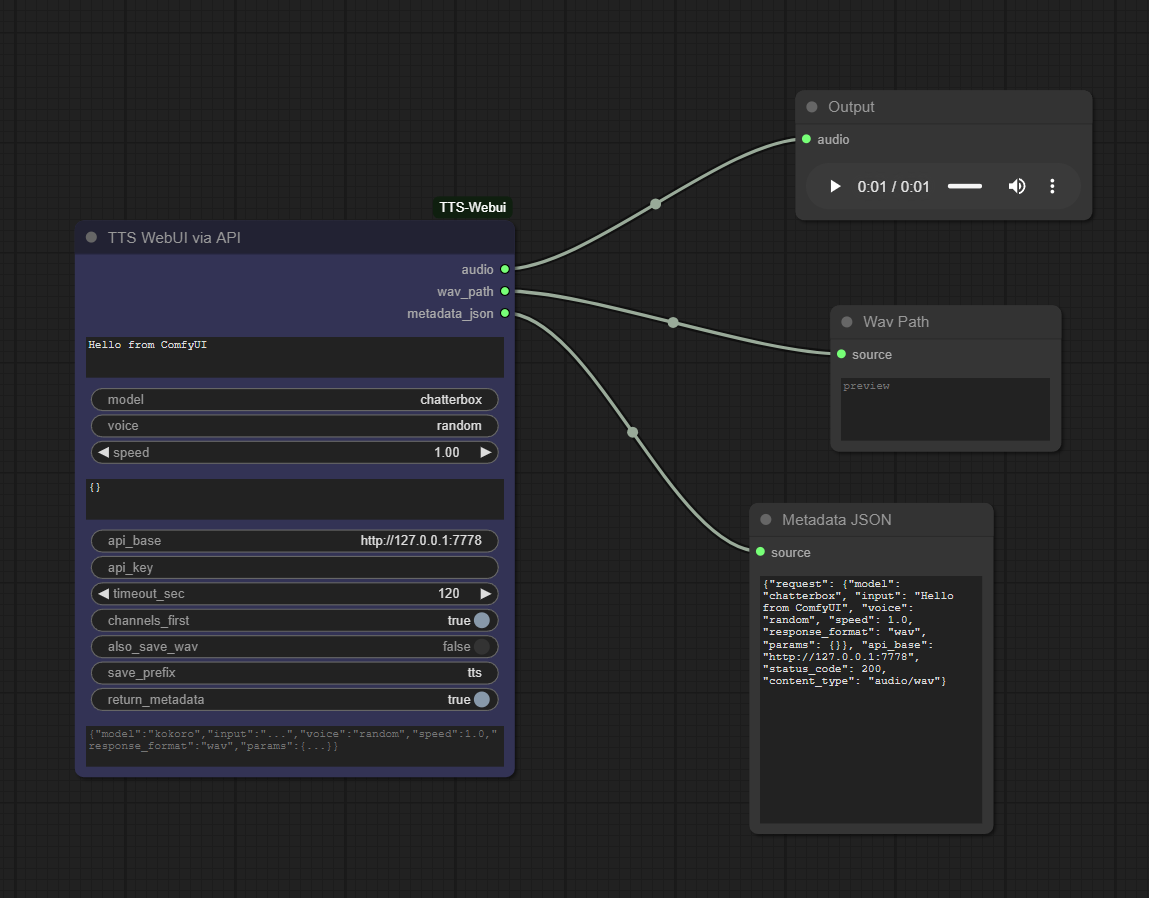 TTS-Webui
TTS WebUI via API
audio
wav_path
metadata_json
Hello from ComfyUI
model chatterbox
voice random
speed 1.00
{}
api_base http://127.0.0.1:7778
api_key
timeout_sec 120
channels_first true
also_save_wav false
save_prefix tts
return_metadata true
{"model":"kokoro","input":"...","voice":"random","speed":1.0,"
response_format":"wav","params":{...}}
Output
audio
0:01 / 0:01
Wav Path
source
preview
Metadata JSON
source
{"request": {"model":
"chatterbox", "input": "Hello
from ComfyUI", "voice":
"random", "speed": 1.0,
"response_format": "wav",
"params": {}}, "api_base":
"http://127.0.0.1:7778",
"status_code": 200,
"content_type": "audio/wav"}